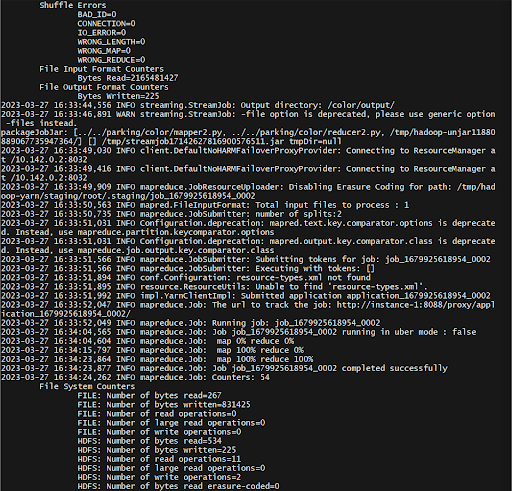 Shuffle Errors
BAD_ID=0
CONNECTION=0
IO_ERROR=0
WRONG_LENGTH=0
WRONG_MAP=0
WRONG_REDUCE=0
File Input Format Counters
Bytes Read=2165481427
File Output Format Counters
Bytes Written=225
2023-03-27 16:33:44,556 INFO streaming.StreamJob: Output directory: /color/output/
2023-03-27 16:33:46,891 WARN streaming.StreamJob: -file option is deprecated, please use generic option
-files instead.
packageJobJar: [../../parking/color/mapper2.py, ../../parking/color/reducer2.py, /tmp/hadoop-unjar11880
889067735947364/] [] /tmp/streamjob17142627816900576511.jar tmpDir=null
2023-03-27 16:33:49,030 INFO client.DefaultNoHARMFailoverProxyProvider: Connecting to ResourceManager a
t /10.142.0.2:8032
2023-03-27 16:33:49,416 INFO client.DefaultNoHARMFailoverProxyProvider: Connecting to ResourceManager a
t /10.142.0.2:8032
2023-03-27 16:33:49,909 INFO mapreduce.JobResourceUploader: Disabling Erasure Coding for path: /tmp/had
oop-yarn/staging/root/.staging/job_1679925618954_0002
2023-03-27 16:33:50,563 INFO mapred.FileInputFormat: Total input files to process : 1
2023-03-27 16:33:50,735 INFO mapreduce.JobSubmitter: number of splits:2
2023-03-27 16:33:51,031 INFO Configuration.deprecation: mapred.text.key.comparator.options is deprecate
d. Instead, use mapreduce.partition.keycomparator.options
2023-03-27 16:33:51,031 INFO Configuration.deprecation: mapred.output.key.comparator.class is deprecate
d. Instead, use mapreduce.job.output.key.comparator.class
2023-03-27 16:33:51,566 INFO mapreduce.JobSubmitter: Submitting tokens for job: job_1679925618954_0002
2023-03-27 16:33:51,566 INFO mapreduce.JobSubmitter: Executing with tokens: []
2023-03-27 16:33:51,894 INFO conf.Configuration: resource-types.xml not found
2023-03-27 16:33:51,895 INFO resource.ResourceUtils: Unable to find 'resource-types.xml'.
2023-03-27 16:33:51,992 INFO impl.YarnClientImpl: Submitted application application_1679925618954_0002
2023-03-27 16:33:52,047 INFO mapreduce.Job: The url to track the job: http://instance-1:8088/proxy/appl
ication_1679925618954_0002/
2023-03-27 16:33:52,049 INFO mapreduce.Job: Running job: job_1679925618954_0002
2023-03-27 16:34:04,565 INFO mapreduce.Job: Job job_1679925618954_0002 running in uber mode : false
2023-03-27 16:34:04,604 INFO mapreduce.Job:  map 0% reduce 0%
2023-03-27 16:34:15,797 INFO mapreduce.Job:  map 100% reduce 0%
2023-03-27 16:34:23,864 INFO mapreduce.Job:  map 100% reduce 100%
2023-03-27 16:34:23,877 INFO mapreduce.Job: Job job_1679925618954_0002 completed successfully
2023-03-27 16:34:24,262 INFO mapreduce.Job: Counters: 54
File System Counters
FILE: Number of bytes read=267
FILE: Number of bytes written=831425
FILE: Number of read operations=0
FILE: Number of large read operations=0
FILE: Number of write operations=0
HDFS: Number of bytes read=534
HDFS: Number of bytes written=225
HDFS: Number of read operations=11
HDFS: Number of large read operations=0
HDFS: Number of write operations=2
HDFS: Number of bytes read erasure-coded=0